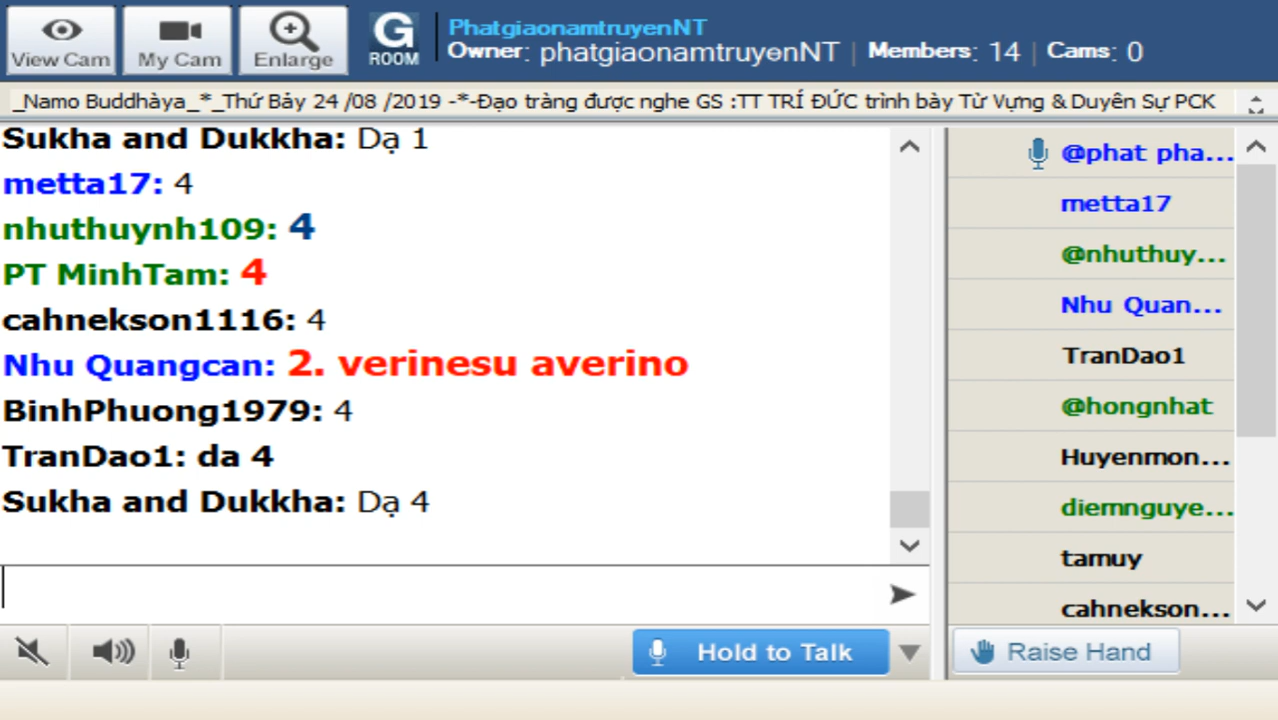 View Cam
My Cam
Enlarge
G
ROOM
PhatgiaonamtruyenNT
Owner: phatgiaonamtruyenNT | Members: 14 | Cams: 0
_Namo Buddhàya_*_Thứ Bảy 24 /08 /2019 -*-Đạo tràng được nghe GS :TT TRÍ ĐỨC trình bày Từ Vựng & Duyên Sự PCK
Sukha and Dukkha: Dạ 1
metta17: 4
nhuthuynh109: 4
PT MinhTam: 4
cahnekson1116: 4
Nhu Quangcan: 2. verinesu averino
BinhPhuong1979: 4
TranDao1: da 4
Sukha and Dukkha: Dạ 4
@phat pha...
metta17
@nhuthuy...
Nhu Quan...
TranDao1
@hongnhat
Huyenmon...
diemnguye...
tamuy
cahnekson...
Hold to Talk
Raise Hand